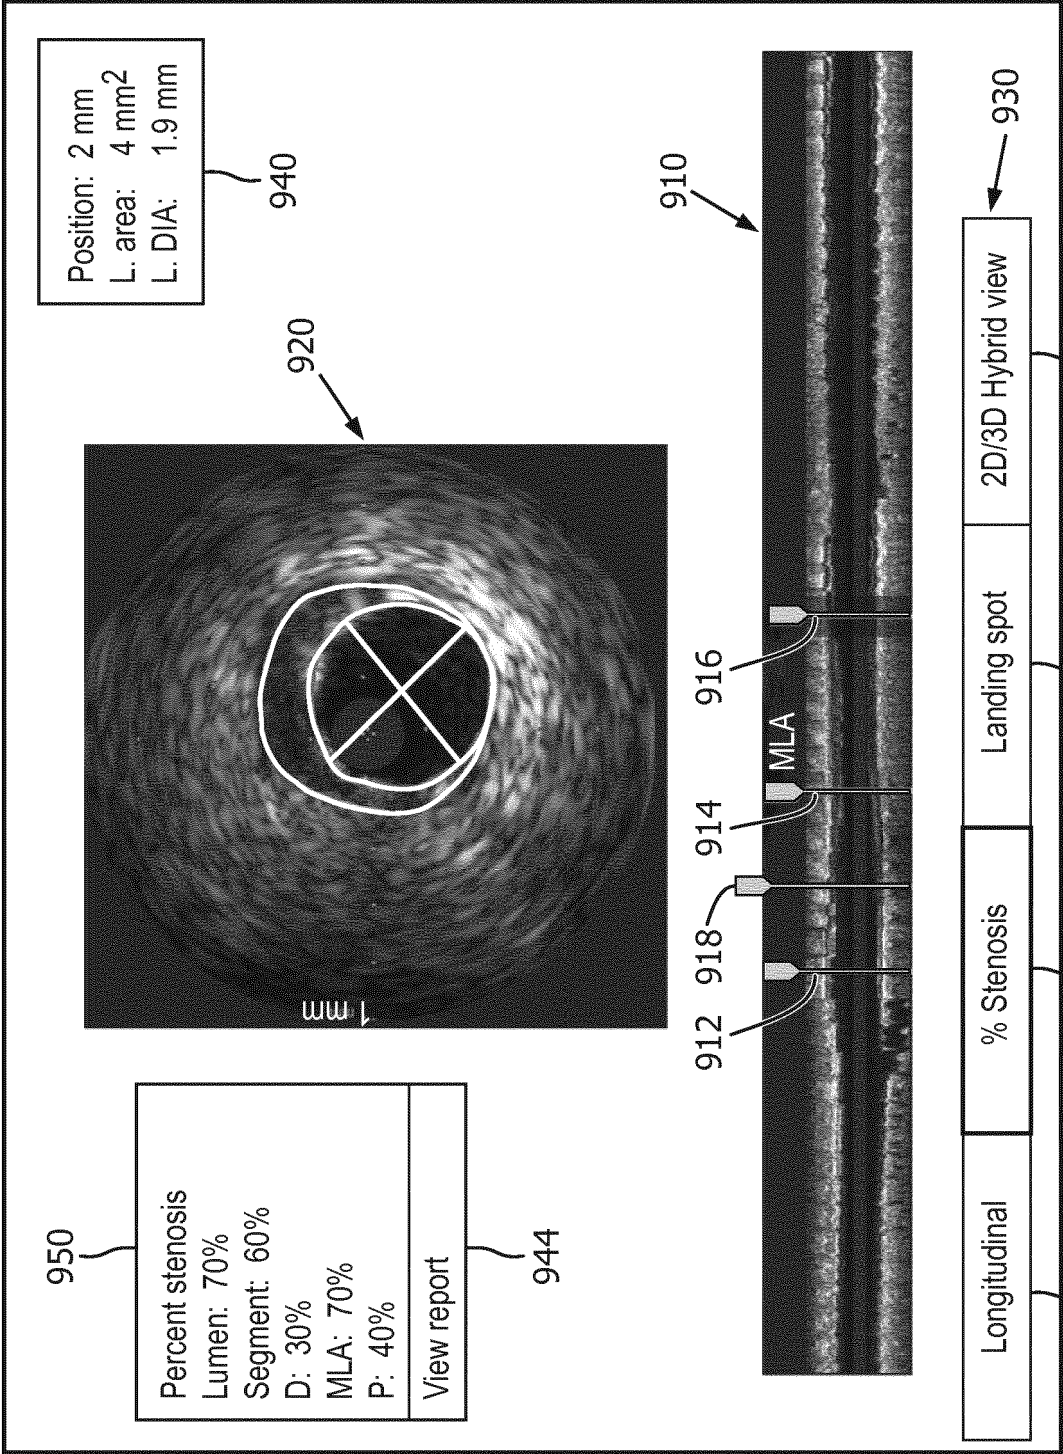 950
Percent stenosis
Lumen: 70%
Segment: 60%
D: 30%
MLA: 70%
P: 40%
View report
944
1 mm
920
Position: 2 mm
L. area: 4 mm2
L. DIA: 1.9 mm
940
912
918
914
916
910
MLA
930
Longitudinal
% Stenosis
Landing spot
2D/3D Hybrid view